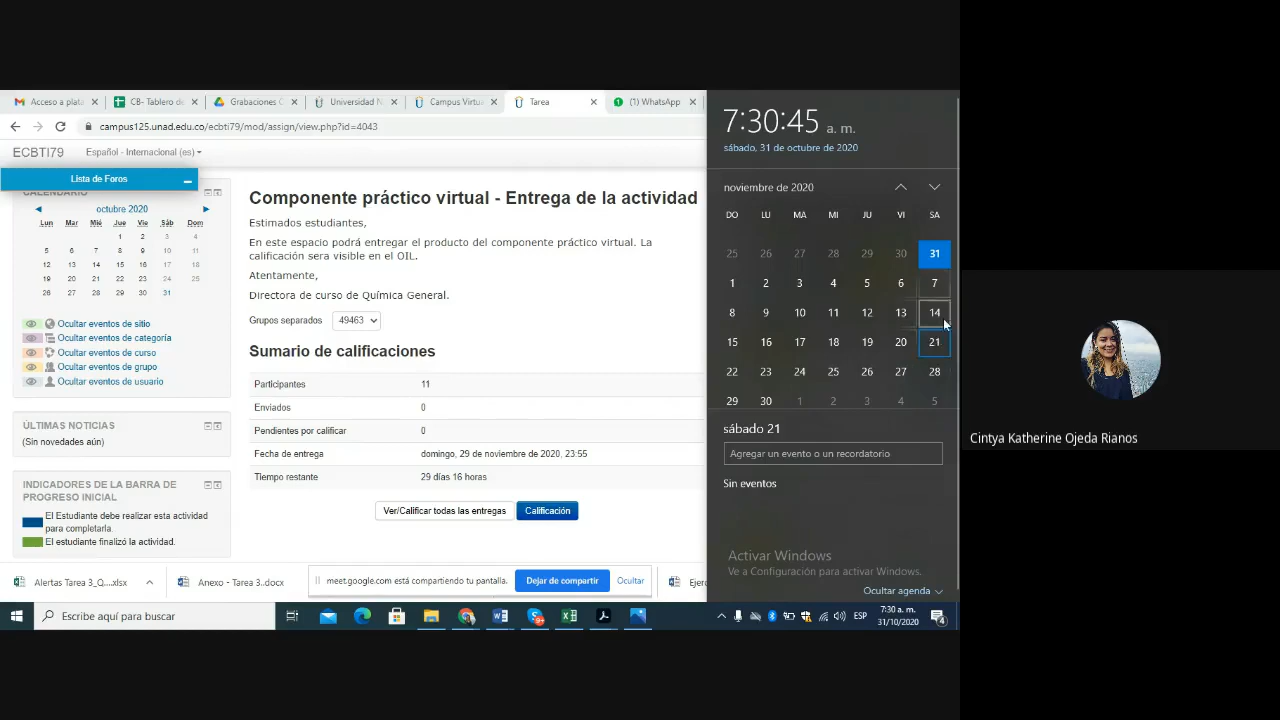 Acceso a plata
CB- Tablero de
Grabaciones
Universidad N
Campus Virtua
Tarea
(1) WhatsApp
campus125.unad.edu.co/ecbti79/mod/assign/view.php?id=4043
ECBTI79
Español - Internacional (es)
Lista de Foros
CALENDARIO
octubre 2020
Lun Mar Mié Jue Vie Sáb Dom
1 2 3 4
5 6 7 8 9 10 11
12 13 14 15 16 17 18
19 20 21 22 23 24 25
26 27 28 29 30 31
Ocultar eventos de sitio
Ocultar eventos de categoría
Ocultar eventos de curso
Ocultar eventos de grupo
Ocultar eventos de usuario
ÚLTIMAS NOTICIAS
(Sin novedades aún)
INDICADORES DE LA BARRA DE
PROGRESO INICIAL
El Estudiante debe realizar esta actividad
para completarla.
El estudiante finalizó la actividad.
Componente práctico virtual - Entrega de la actividad
Estimados estudiantes,
En este espacio podrá entregar el producto del componente práctico virtual. La
calificación sera visible en el OIL.
Atentamente,
Directora de curso de Química General.
Grupos separados 49463
Sumario de calificaciones
Participantes 11
Enviados 0
Pendientes por calificar 0
Fecha de entrega domingo, 29 de noviembre de 2020, 23:55
Tiempo restante 29 días 16 horas
Ver/Calificar todas las entregas Calificación
7:30:45 a. m.
sábado, 31 de octubre de 2020
noviembre de 2020
DO LU MA MI JU VI SA
25 26 27 28 29 30 31
1 2 3 4 5 6 7
8 9 10 11 12 13 14
15 16 17 18 19 20 21
22 23 24 25 26 27 28
29 30 1 2 3 4 5
sábado 21
Agregar un evento o un recordatorio
Sin eventos
Activar Windows
Ve a Configuración para activar Windows.
Ocultar agenda
Alertas Tarea 3_Q....xlsx
Anexo - Tarea 3..docx
meet.google.com está compartiendo tu pantalla.
Dejar de compartir
Ocultar
Ejerc
Escribe aquí para buscar
9+
ESP
7:30 a. m.
31/10/2020
4
Cintya Katherine Ojeda Rianos